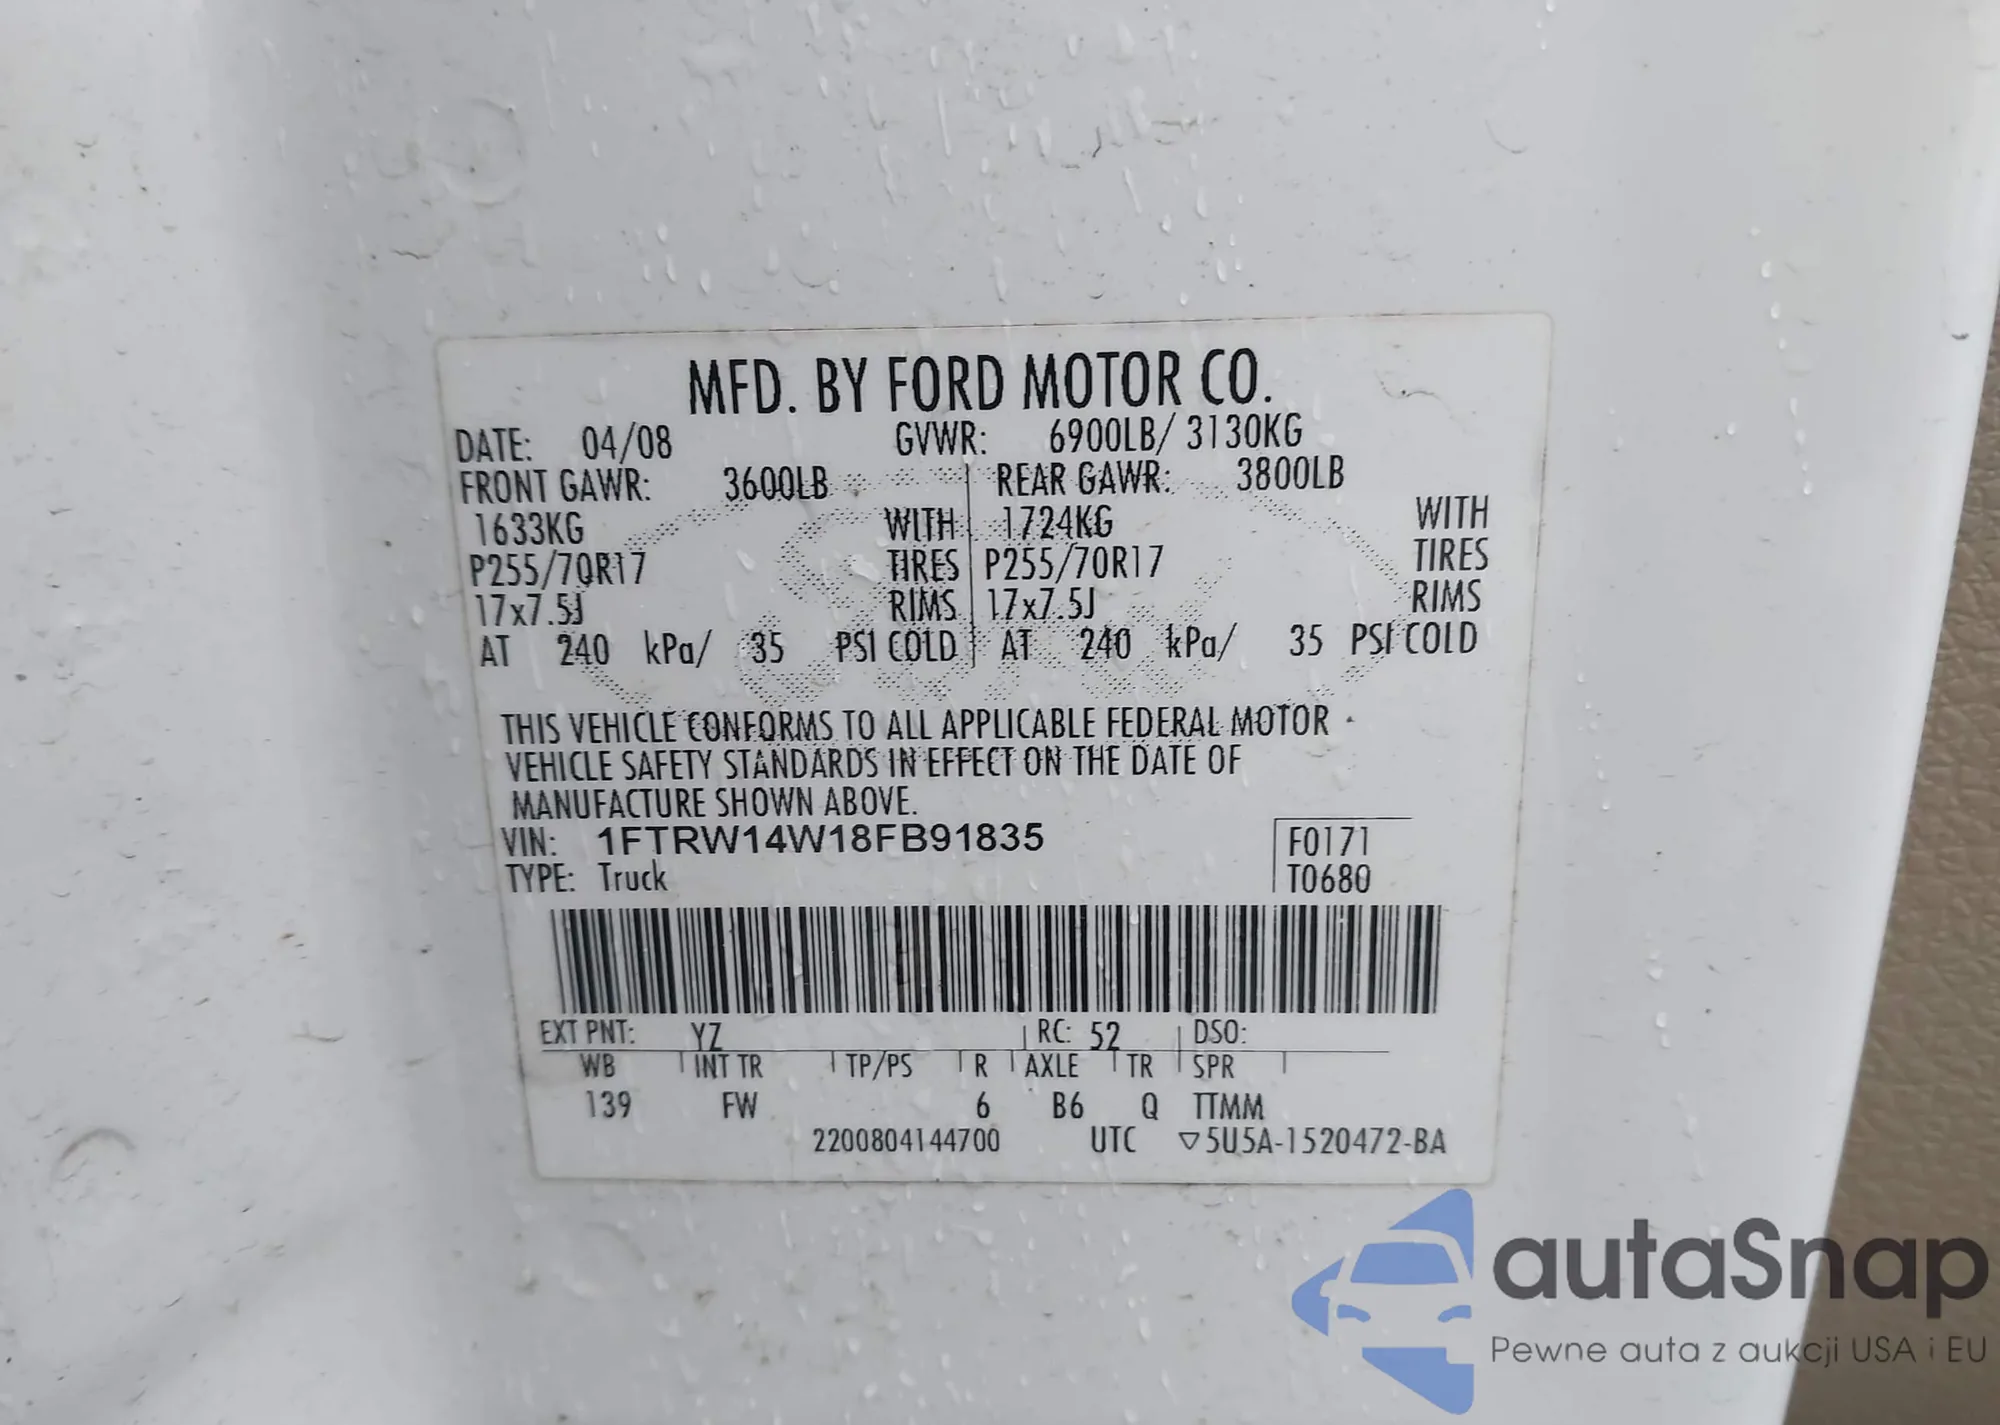 MFD. BY FORD MOTOR CO.
DATE: 04/08 GVWR: 6900LB/ 3130KG
FRONT GAWR: 3600LB REAR GAWR: 3800LB
1633KG WITH 1724KG WITH
P255/70R17 TIRES P255/70R17 TIRES
17x7.5J RIMS 17x7.5J RIMS
AT 240 kPa/ 35 PSI COLD AT 240 kPa/ 35 PSI COLD
THIS VEHICLE CONFORMS TO ALL APPLICABLE FEDERAL MOTOR
VEHICLE SAFETY STANDARDS IN EFFECT ON THE DATE OF
MANUFACTURE SHOWN ABOVE.
VIN: 1FTRW14W18FB91835 F0171
TYPE: Truck T0680
EXT PNT: YZ RC: 52 DSO:
WB INT TR TP/PS R AXLE TR SPR
139 FW 6 B6 Q TTMM
2200804144700 UTC ▽5U5A-1520472-BA
autaSnap
Pewne auta z aukcji USA i EU